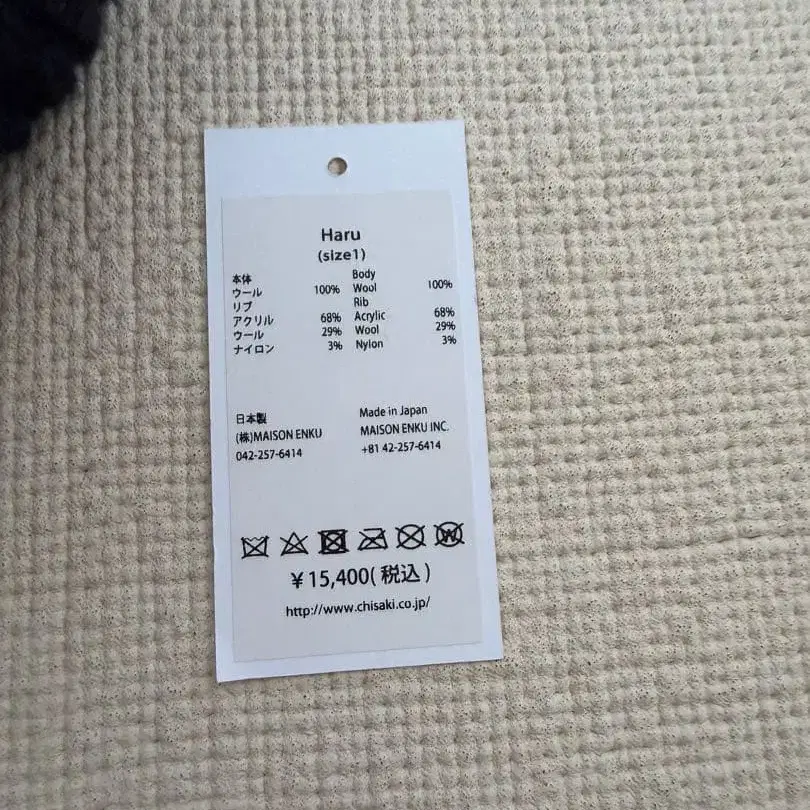 Haru
(size1)
本体
ウール 100%
リブ
アクリル 68%
ウール 29%
ナイロン 3%
Body
Wool 100%
Rib
Acrylic 68%
Wool 29%
Nylon 3%
日本製
(株)MAISON ENKU
042-257-6414
Made in Japan
MAISON ENKU INC.
+81 42-257-6414
W
¥15,400(税込)
http://www.chisaki.co.jp/